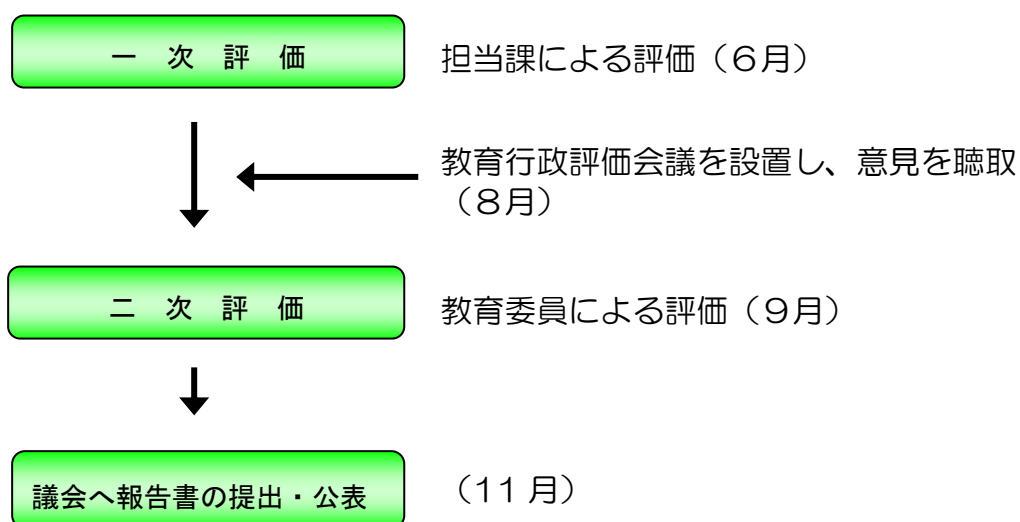 一　次　評　価
担当課による評価（６月）
教育行政評価会議を設置し、意見を聴取
（８月）
二　次　評　価
教育委員による評価（９月）
議会へ報告書の提出・公表
（11 月）